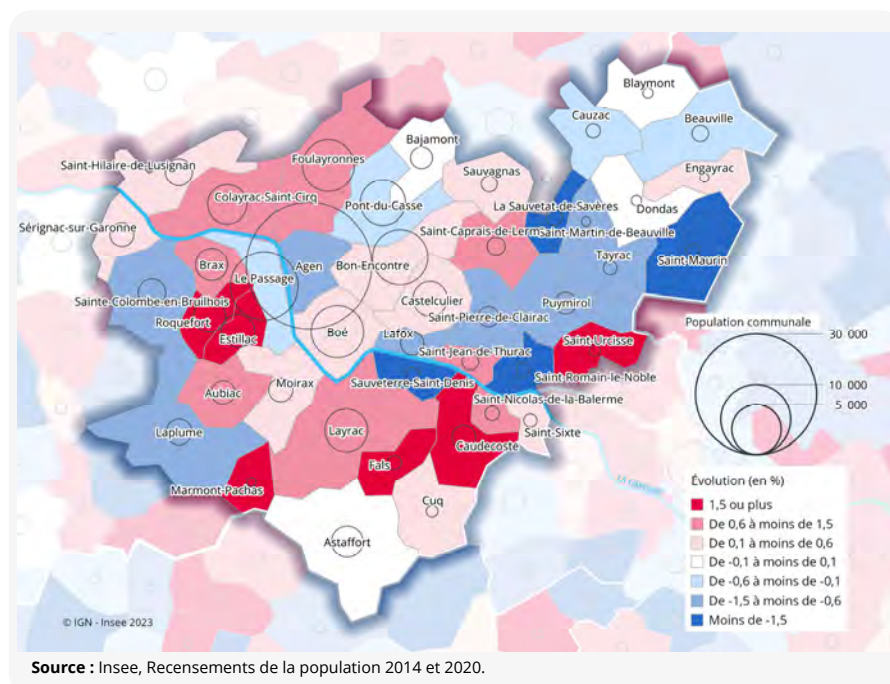 Blaymont
Cauzac
Beauville
Bajamont
Foulayronnes
Saint-Hilaire-de-Lusignan
Sauvagnas
Engayrac
Colayrac-Saint-Cirq
Pont-du-Casse
La Sauvetat-de-Savères
Dondas
Sérignac-sur-Garonne
Saint-Caprais-de-Lerm
Saint-Martin-de-Beauville
Tayrac
Saint-Maurin
Brax
Agen
Bon-Encontre
Le Passage
Sainte-Colombe-en-Bruilhois
Castelculier
Puymirol
Saint-Pierre-de-Clairac
Roquefort
Estillac
Boé
Lafox
Saint-Urcisse
Saint-Jean-de-Thurac
Moirax
Sauveterre-Saint-Denis
Saint-Romain-le-Noble
Aubiac
Saint-Nicolas-de-la-Balerme
Laplume
Layrac
Saint-Sixte
Caudecoste
Fals
Marmont-Pachas
Cuq
Astaffort
Population communale
30 000
10 000
5 000
Évolution (en %)
1,5 ou plus
De 0,6 à moins de 1,5
De 0,1 à moins de 0,6
De -0,1 à moins de 0,1
De -0,6 à moins de -0,1
De -1,5 à moins de -0,6
Moins de -1,5
© IGN - Insee 2023
Source : Insee, Recensements de la population 2014 et 2020.